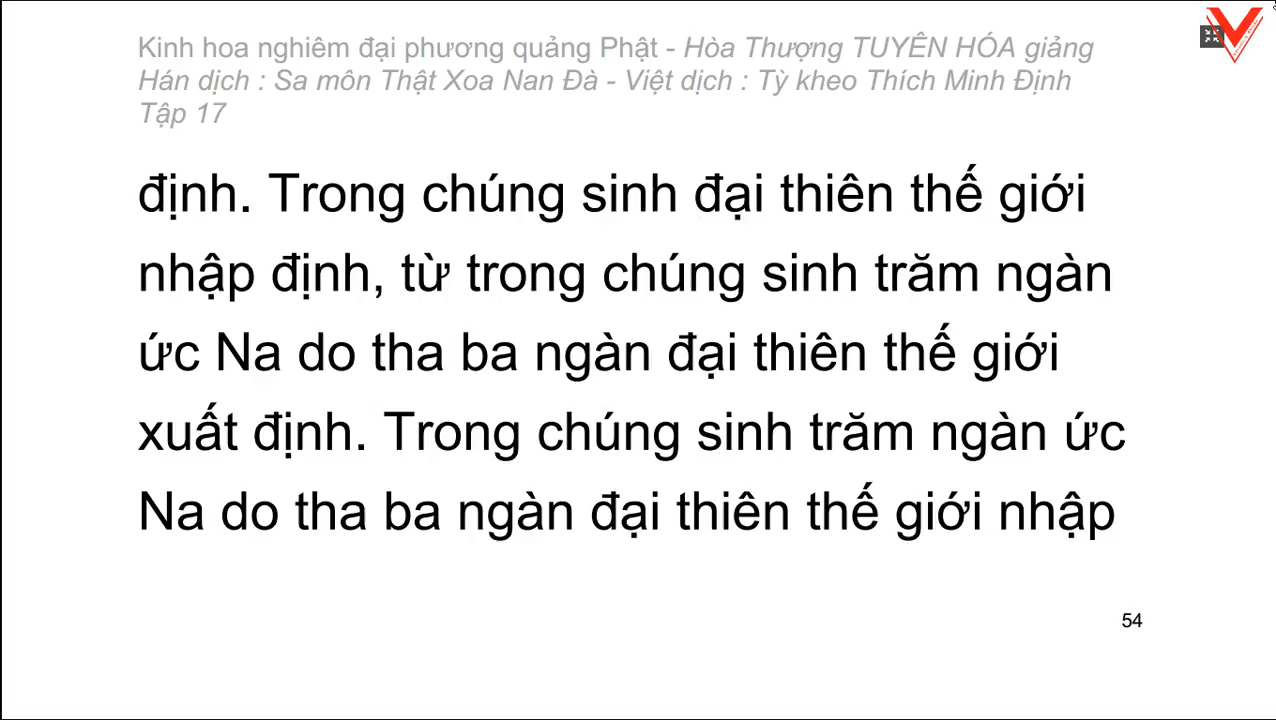 Kinh hoa nghiêm đại phương quảng Phật - Hòa Thượng TUYÊN HÓA giảng
Hán dịch : Sa môn Thật Xoa Nan Đà - Việt dịch : Tỳ kheo Thích Minh Định
Tập 17
định. Trong chúng sinh đại thiên thế giới
nhập định, từ trong chúng sinh trăm ngàn
ức Na do tha ba ngàn đại thiên thế giới
xuất định. Trong chúng sinh trăm ngàn ức
Na do tha ba ngàn đại thiên thế giới nhập
54